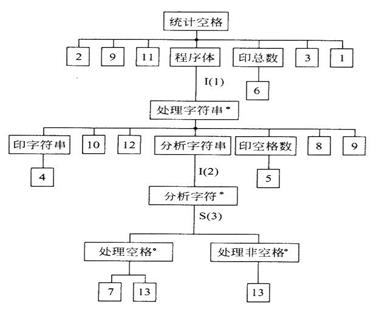 统计空格
2 9 11 程序体 印总数 3 1
I(1) 6
处理字符串*
印字符串 10 12 分析字符串 印空格数 8 9
4 I(2) 5
分析字符*
S(3)
处理空格° 处理非空格°
7 13 13